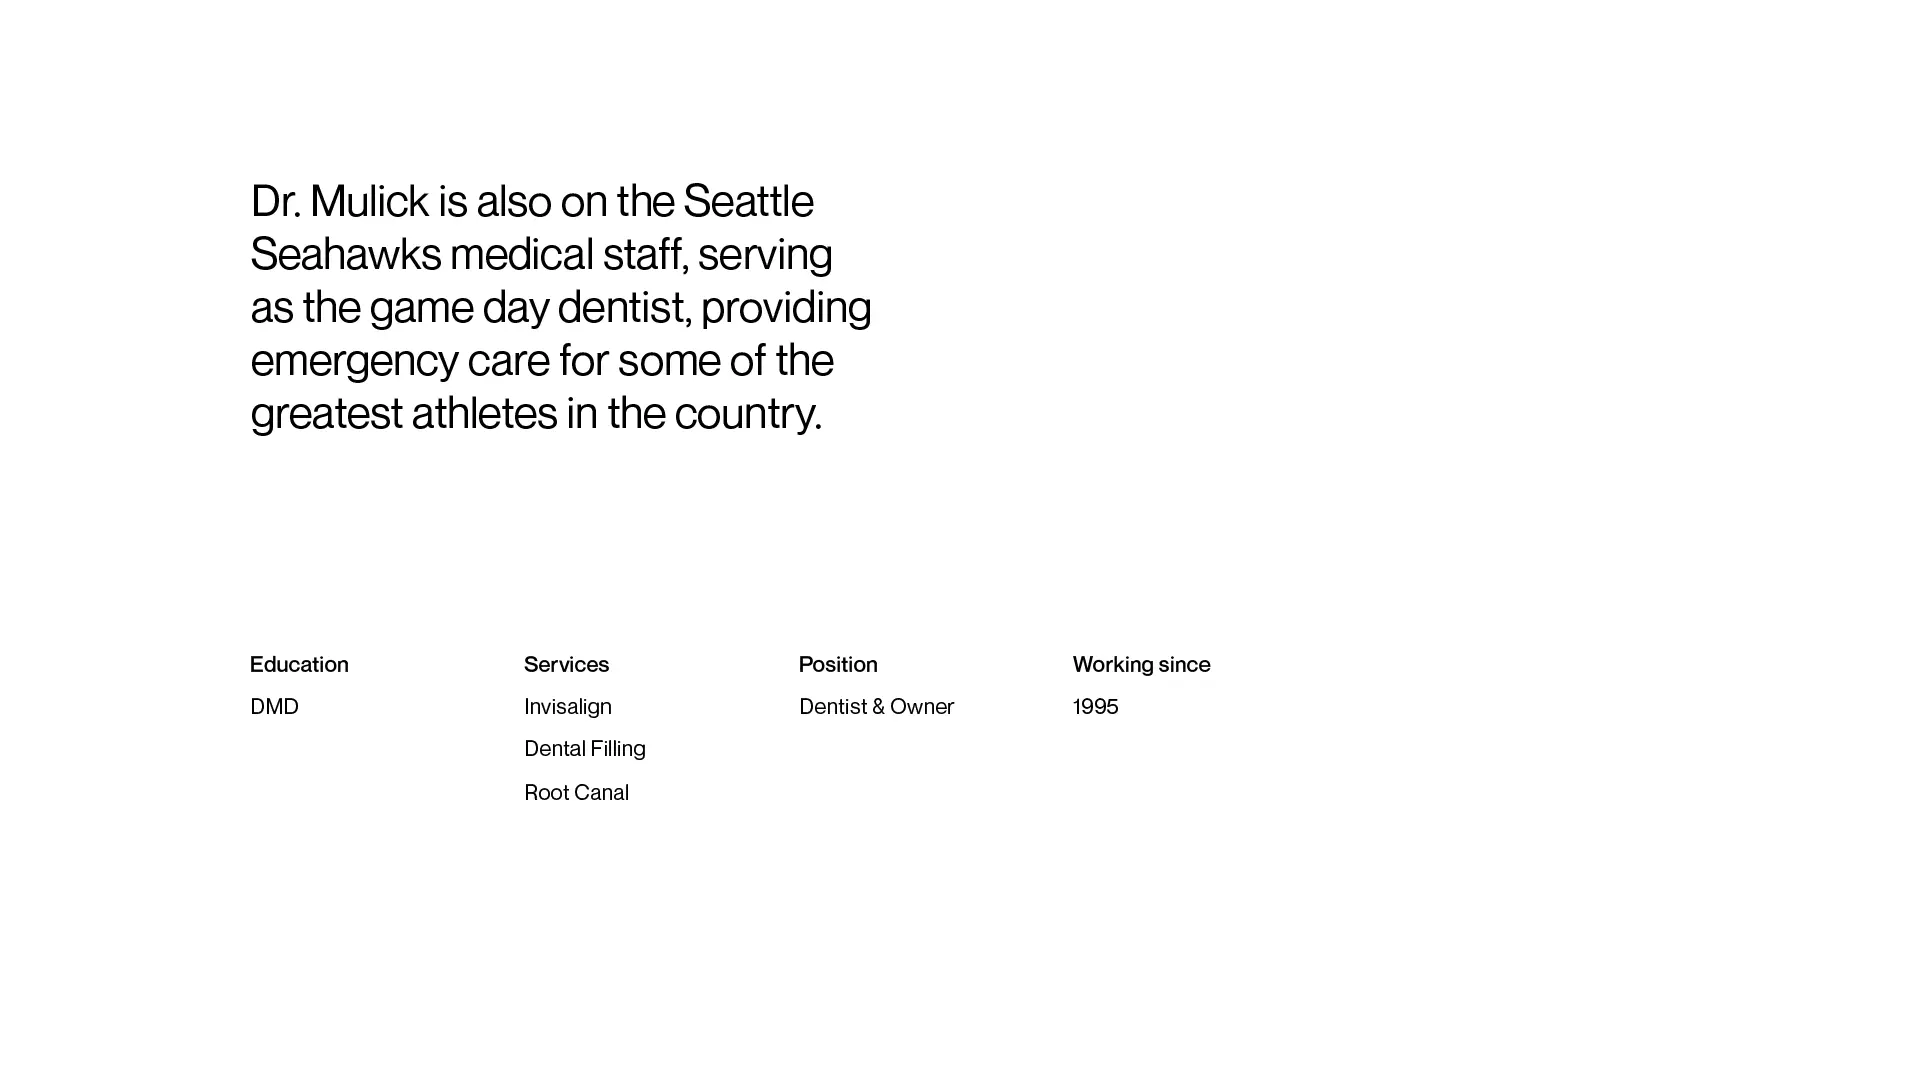 Dr. Mulick is also on the Seattle
Seahawks medical staff, serving
as the game day dentist, providing
emergency care for some of the
greatest athletes in the country.
Education
DMD
Services
Invisalign
Dental Filling
Root Canal
Position
Dentist & Owner
Working since
1995